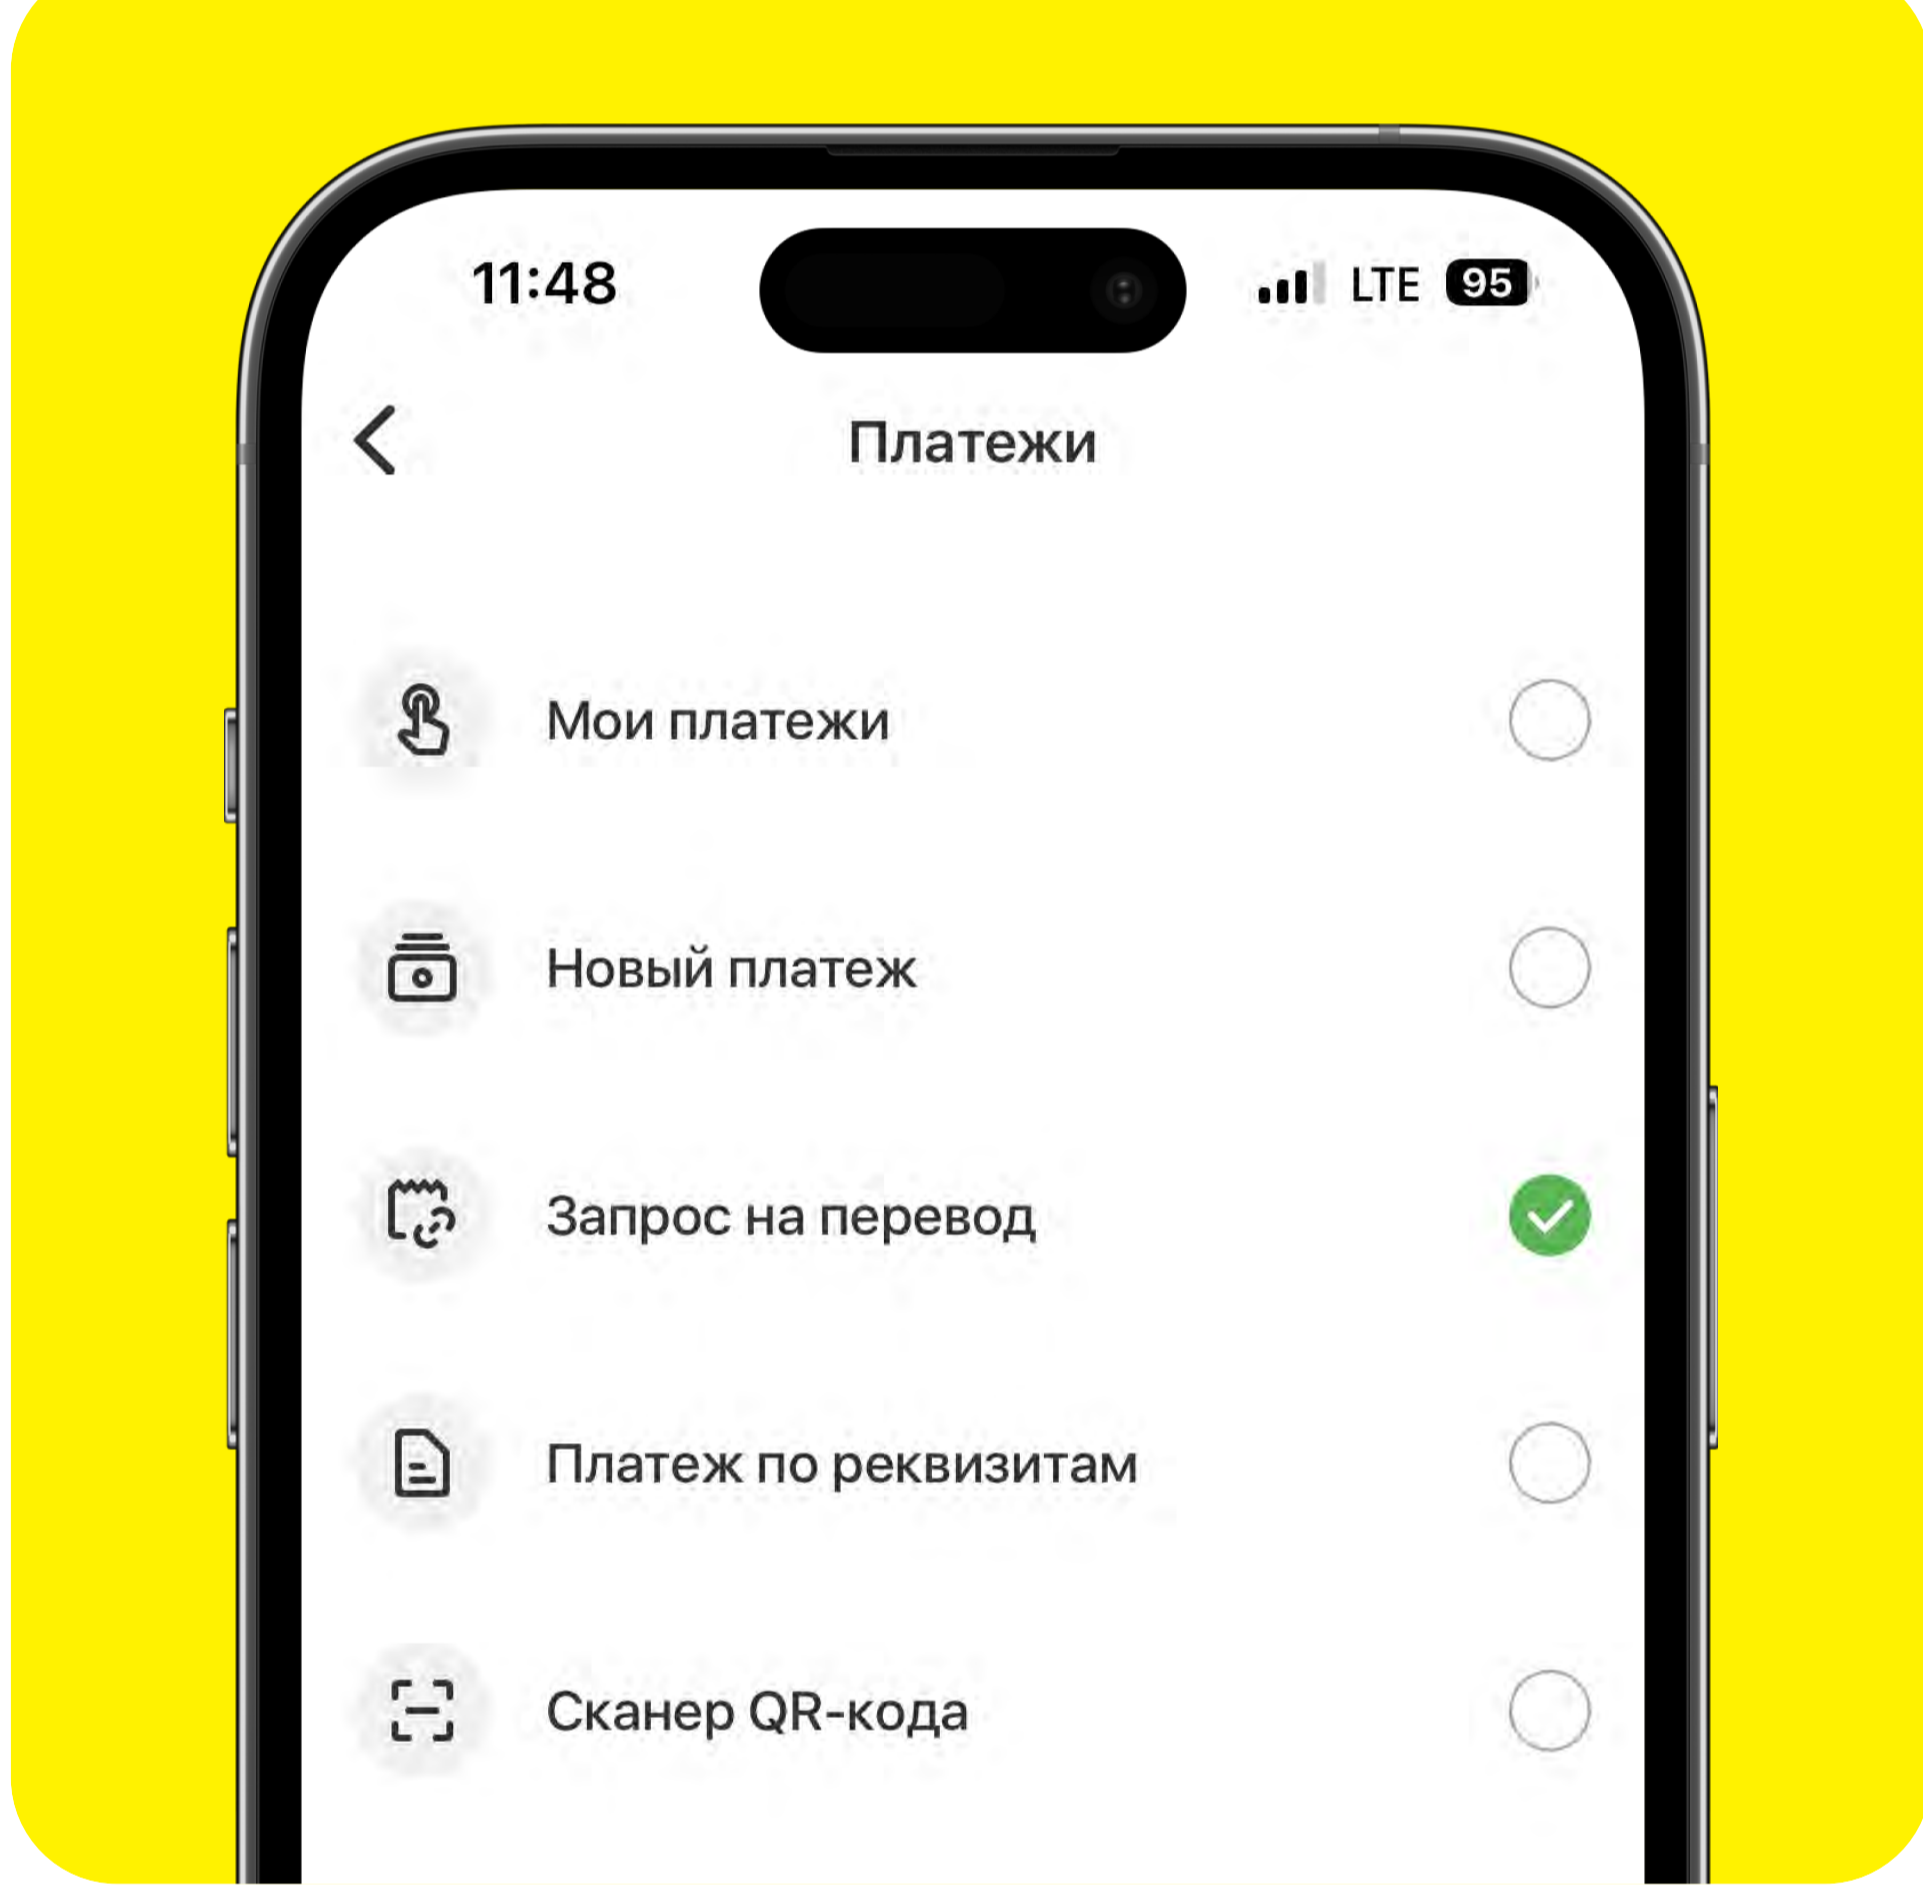 11:48 LTE 95
Платежи
Мои платежи
Новый платеж
Запрос на перевод
Платеж по реквизитам
Сканер QR-кода